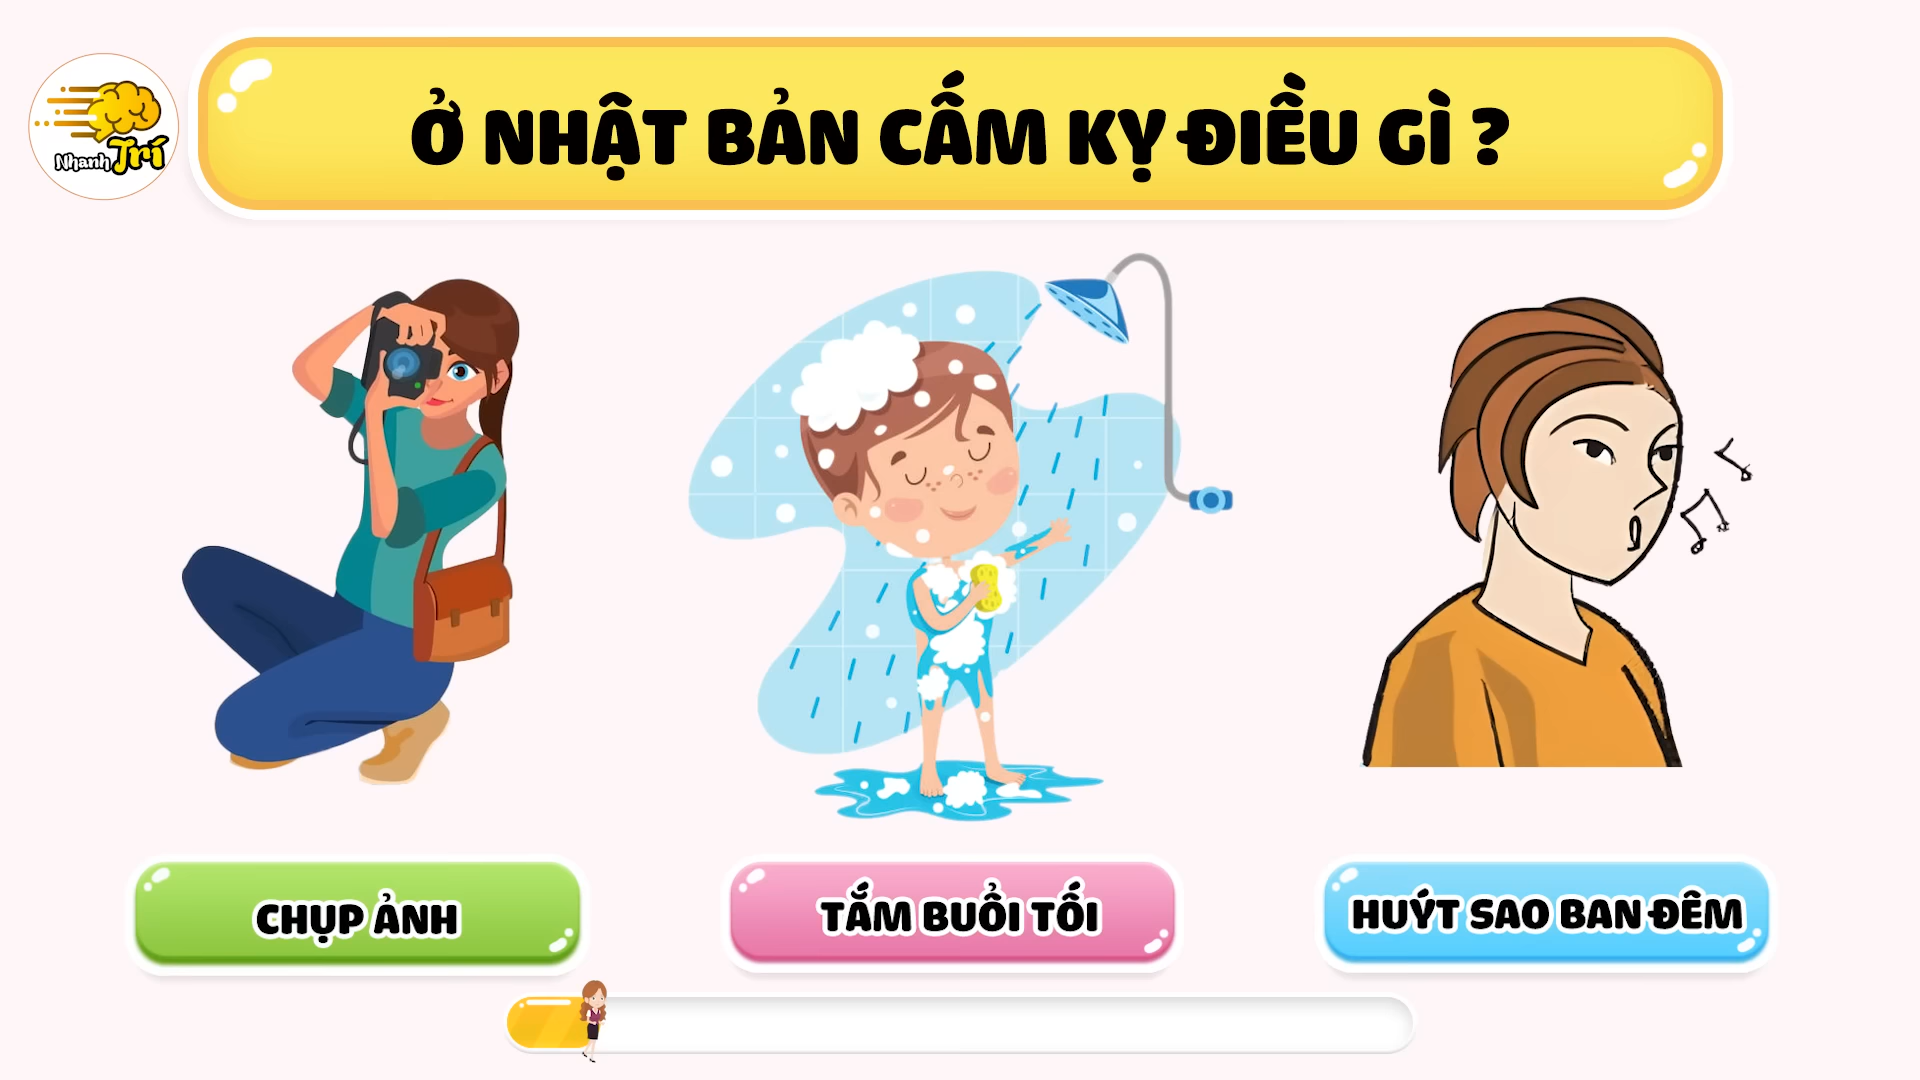 Nhanh Trí
Ở NHẬT BẢN CẤM KỴ ĐIỀU GÌ ?
CHỤP ẢNH
TẮM BUỔI TỐI
HUÝT SAO BAN ĐÊM